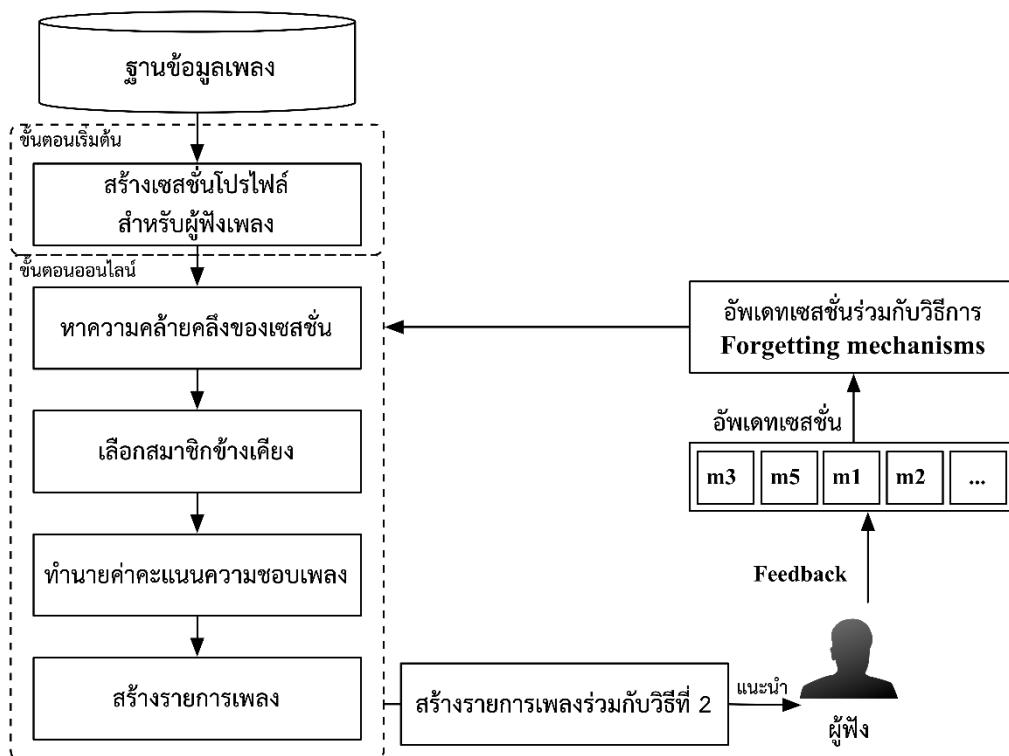 ฐานข้อมูลเพลง
ขั้นตอนเริ่มต้น
สร้างเซสชั่นโปรไฟล์
สำหรับผู้ฟังเพลง
ขั้นตอนออนไลน์
หาความคล้ายคลึงของเซสชั่น
เลือกสมาชิกข้างเคียง
ทำนายค่าคะแนนความชอบเพลง
สร้างรายการเพลง
สร้างรายการเพลงร่วมกับวิธีที่ 2
แนะนำ
ผู้ฟัง
Feedback
m3 m5 m1 m2 ...
อัพเดทเซสชั่น
อัพเดทเซสชั่นร่วมกับวิธีการ
Forgetting mechanisms